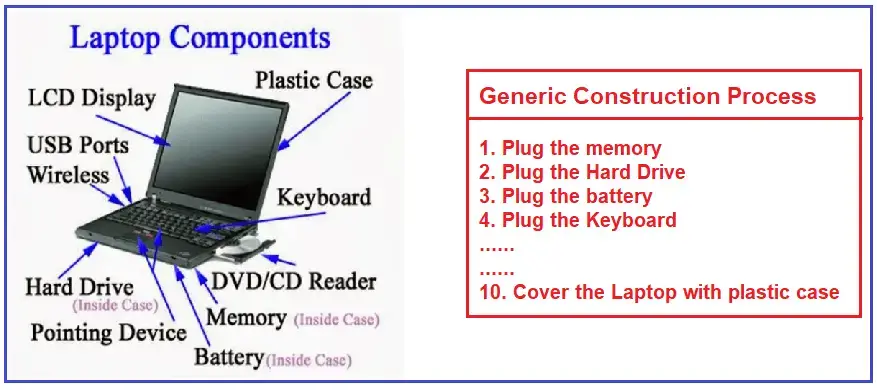 Laptop Components
Plastic Case
LCD Display
USB Ports
Wireless
Keyboard
Hard Drive
(Inside Case)
DVD/CD Reader
Pointing Device
Memory (Inside Case)
Battery(Inside Case)
Generic Construction Process
1. Plug the memory
2. Plug the Hard Drive
3. Plug the battery
4. Plug the Keyboard
......
......
10. Cover the Laptop with plastic case